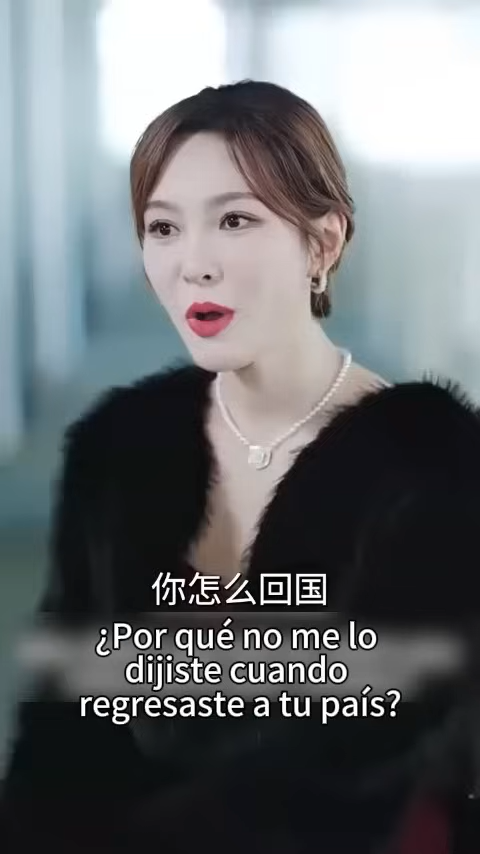 你怎么回国
¿Por qué no me lo
dijiste cuando
regresaste a tu país?